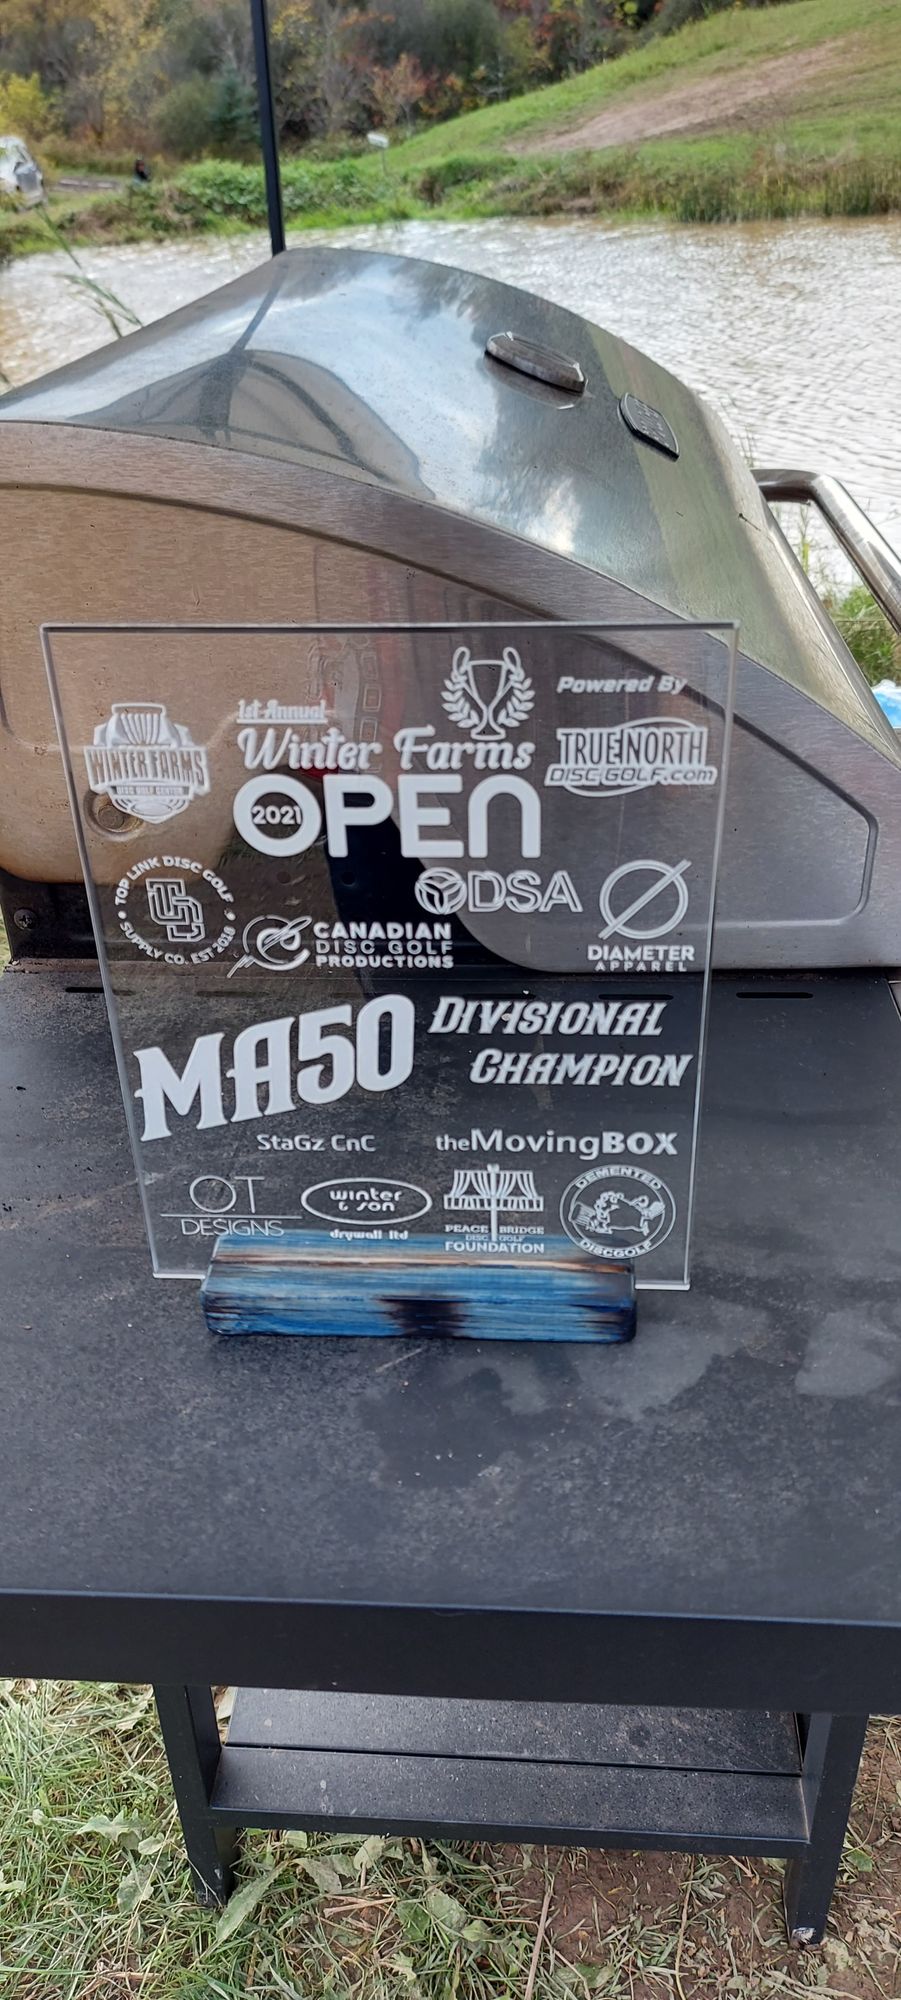 1st Annual
Winter Farms
2021
OPEN
WINTER FARMS
DISC GOLF CENTER
Powered By
TRUE NORTH
DISC GOLF.com
TOP LINK DISC GOLF
SUPPLY CO. EST 2018
CANADIAN
DISC GOLF
PRODUCTIONS
DSA
DIAMETER
APPAREL
MA50
DIVISIONAL
CHAMPION
StaGz CnC
theMovingBOX
OT
DESIGNS
winter
& son
drywall ltd
PEACE BRIDGE
DISC GOLF
FOUNDATION
DEMENTED
DISCGOLF